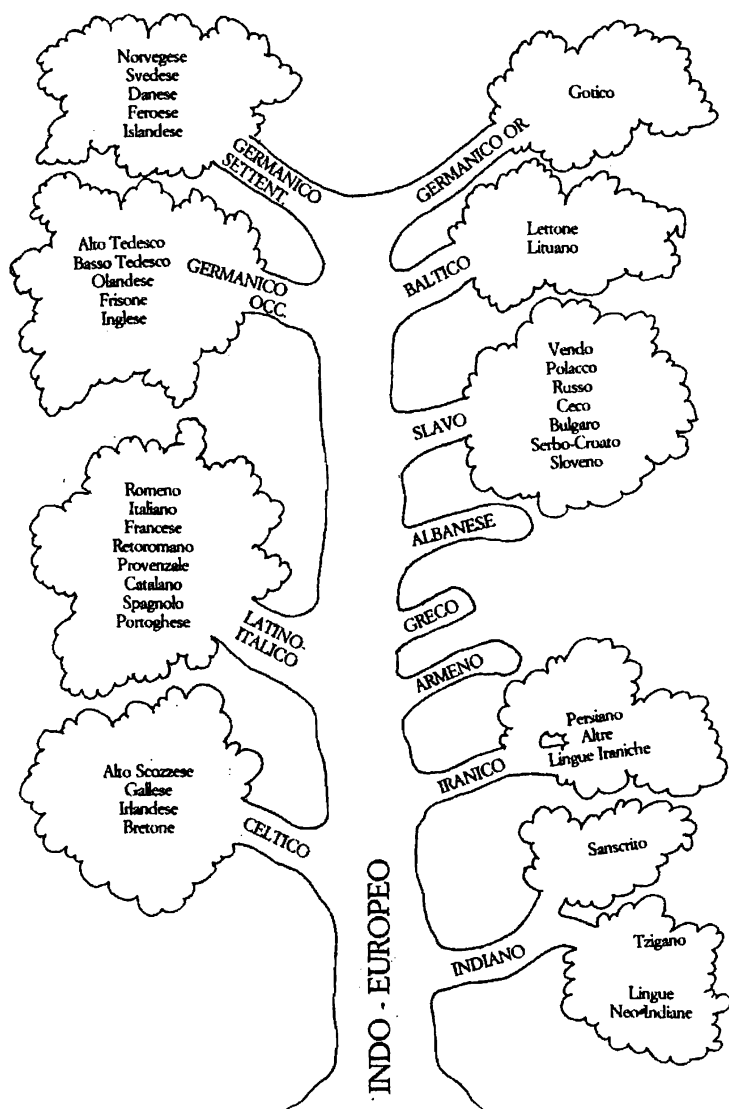 Norvegese
Svedese
Danese
Feroese
Islandese
GERMANICO
SETTENT.
Gotico
GERMANICO OR
Alto Tedesco
Basso Tedesco
Olandese
Frisone
Inglese
GERMANICO
OCC.
Lettone
Lituano
BALTICO
Vendo
Polacco
Russo
Ceco
Bulgaro
Serbo-Croato
Sloveno
SLAVO
ALBANESE
GRECO
ARMENO
Romeno
Italiano
Francese
Retoromano
Provenzale
Catalano
Spagnolo
Portoghese
LATINO-
ITALICO
Persiano
Altre
Lingue Iraniche
IRANICO
Alto Scozzese
Gallese
Irlandese
Bretone
CELTICO
Sanscrito
INDIANO
Tzigano
Lingue
Neo-Indiane
INDO - EUROPEO